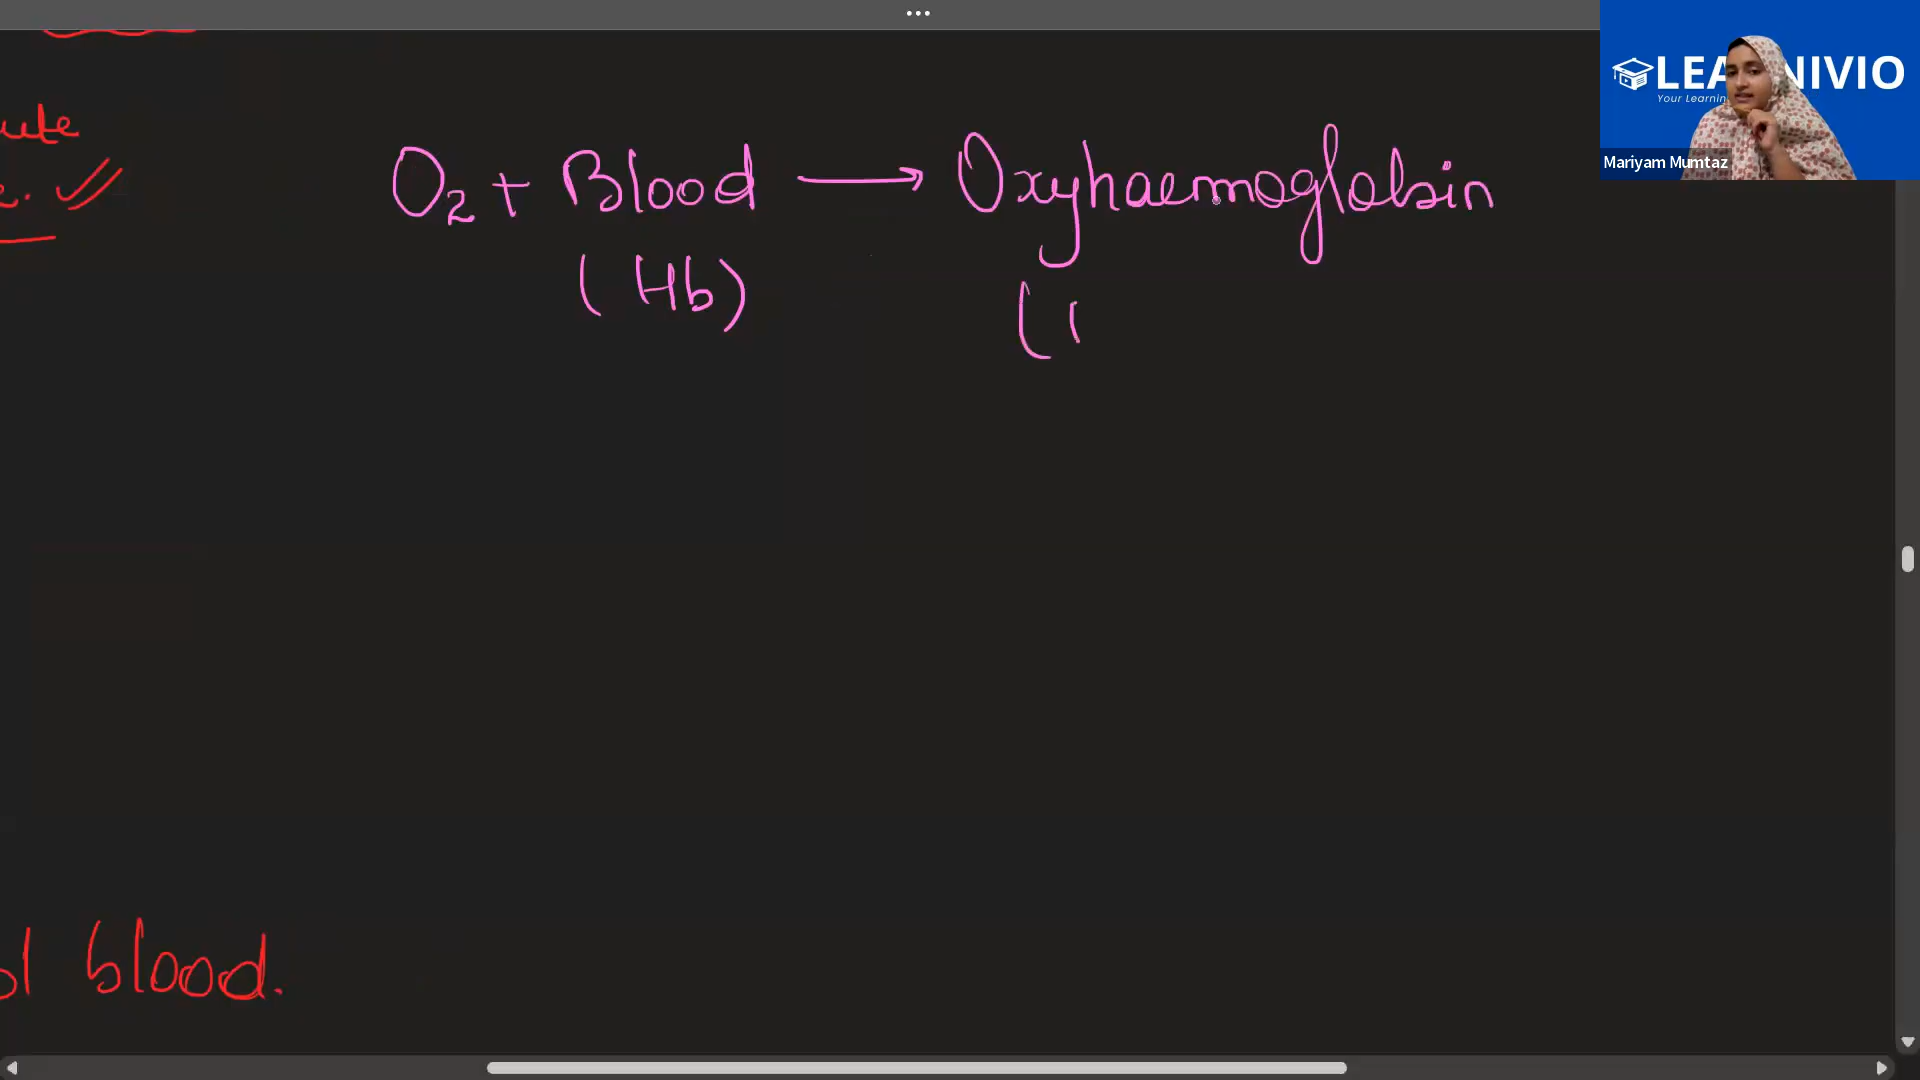 LEA NIVIO
Your Learnin
Mariyam Mumtaz
ute
e.
O₂ + Blood → Oxyhaemoglobin
( Hb)
(
blood.